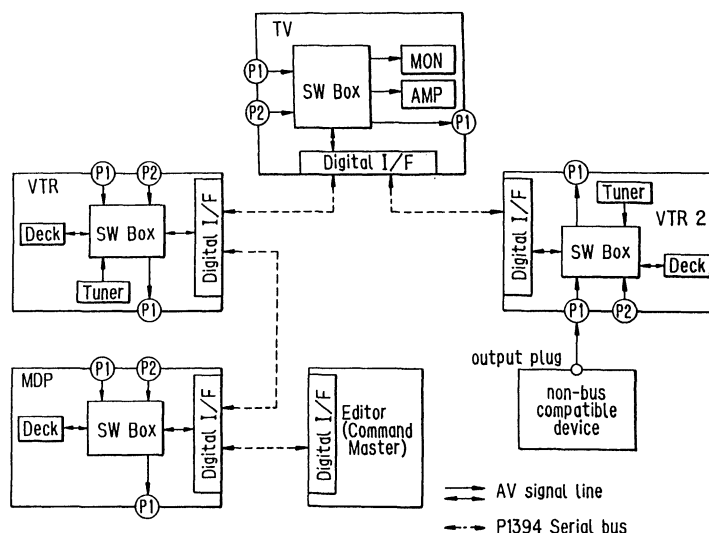 TV
P1
P2
SW Box
MON
AMP
P1
Digital I/F
VTR
P1
P2
Deck
SW Box
Tuner
P1
Digital I/F
P1
Tuner
VTR 2
Digital I/F
SW Box
Deck
P1
P2
output plug
non-bus
compatible
device
MDP
P1
P2
Deck
SW Box
P1
Digital I/F
Digital I/F
Editor
(Command
Master)
AV signal line
P1394 Serial bus